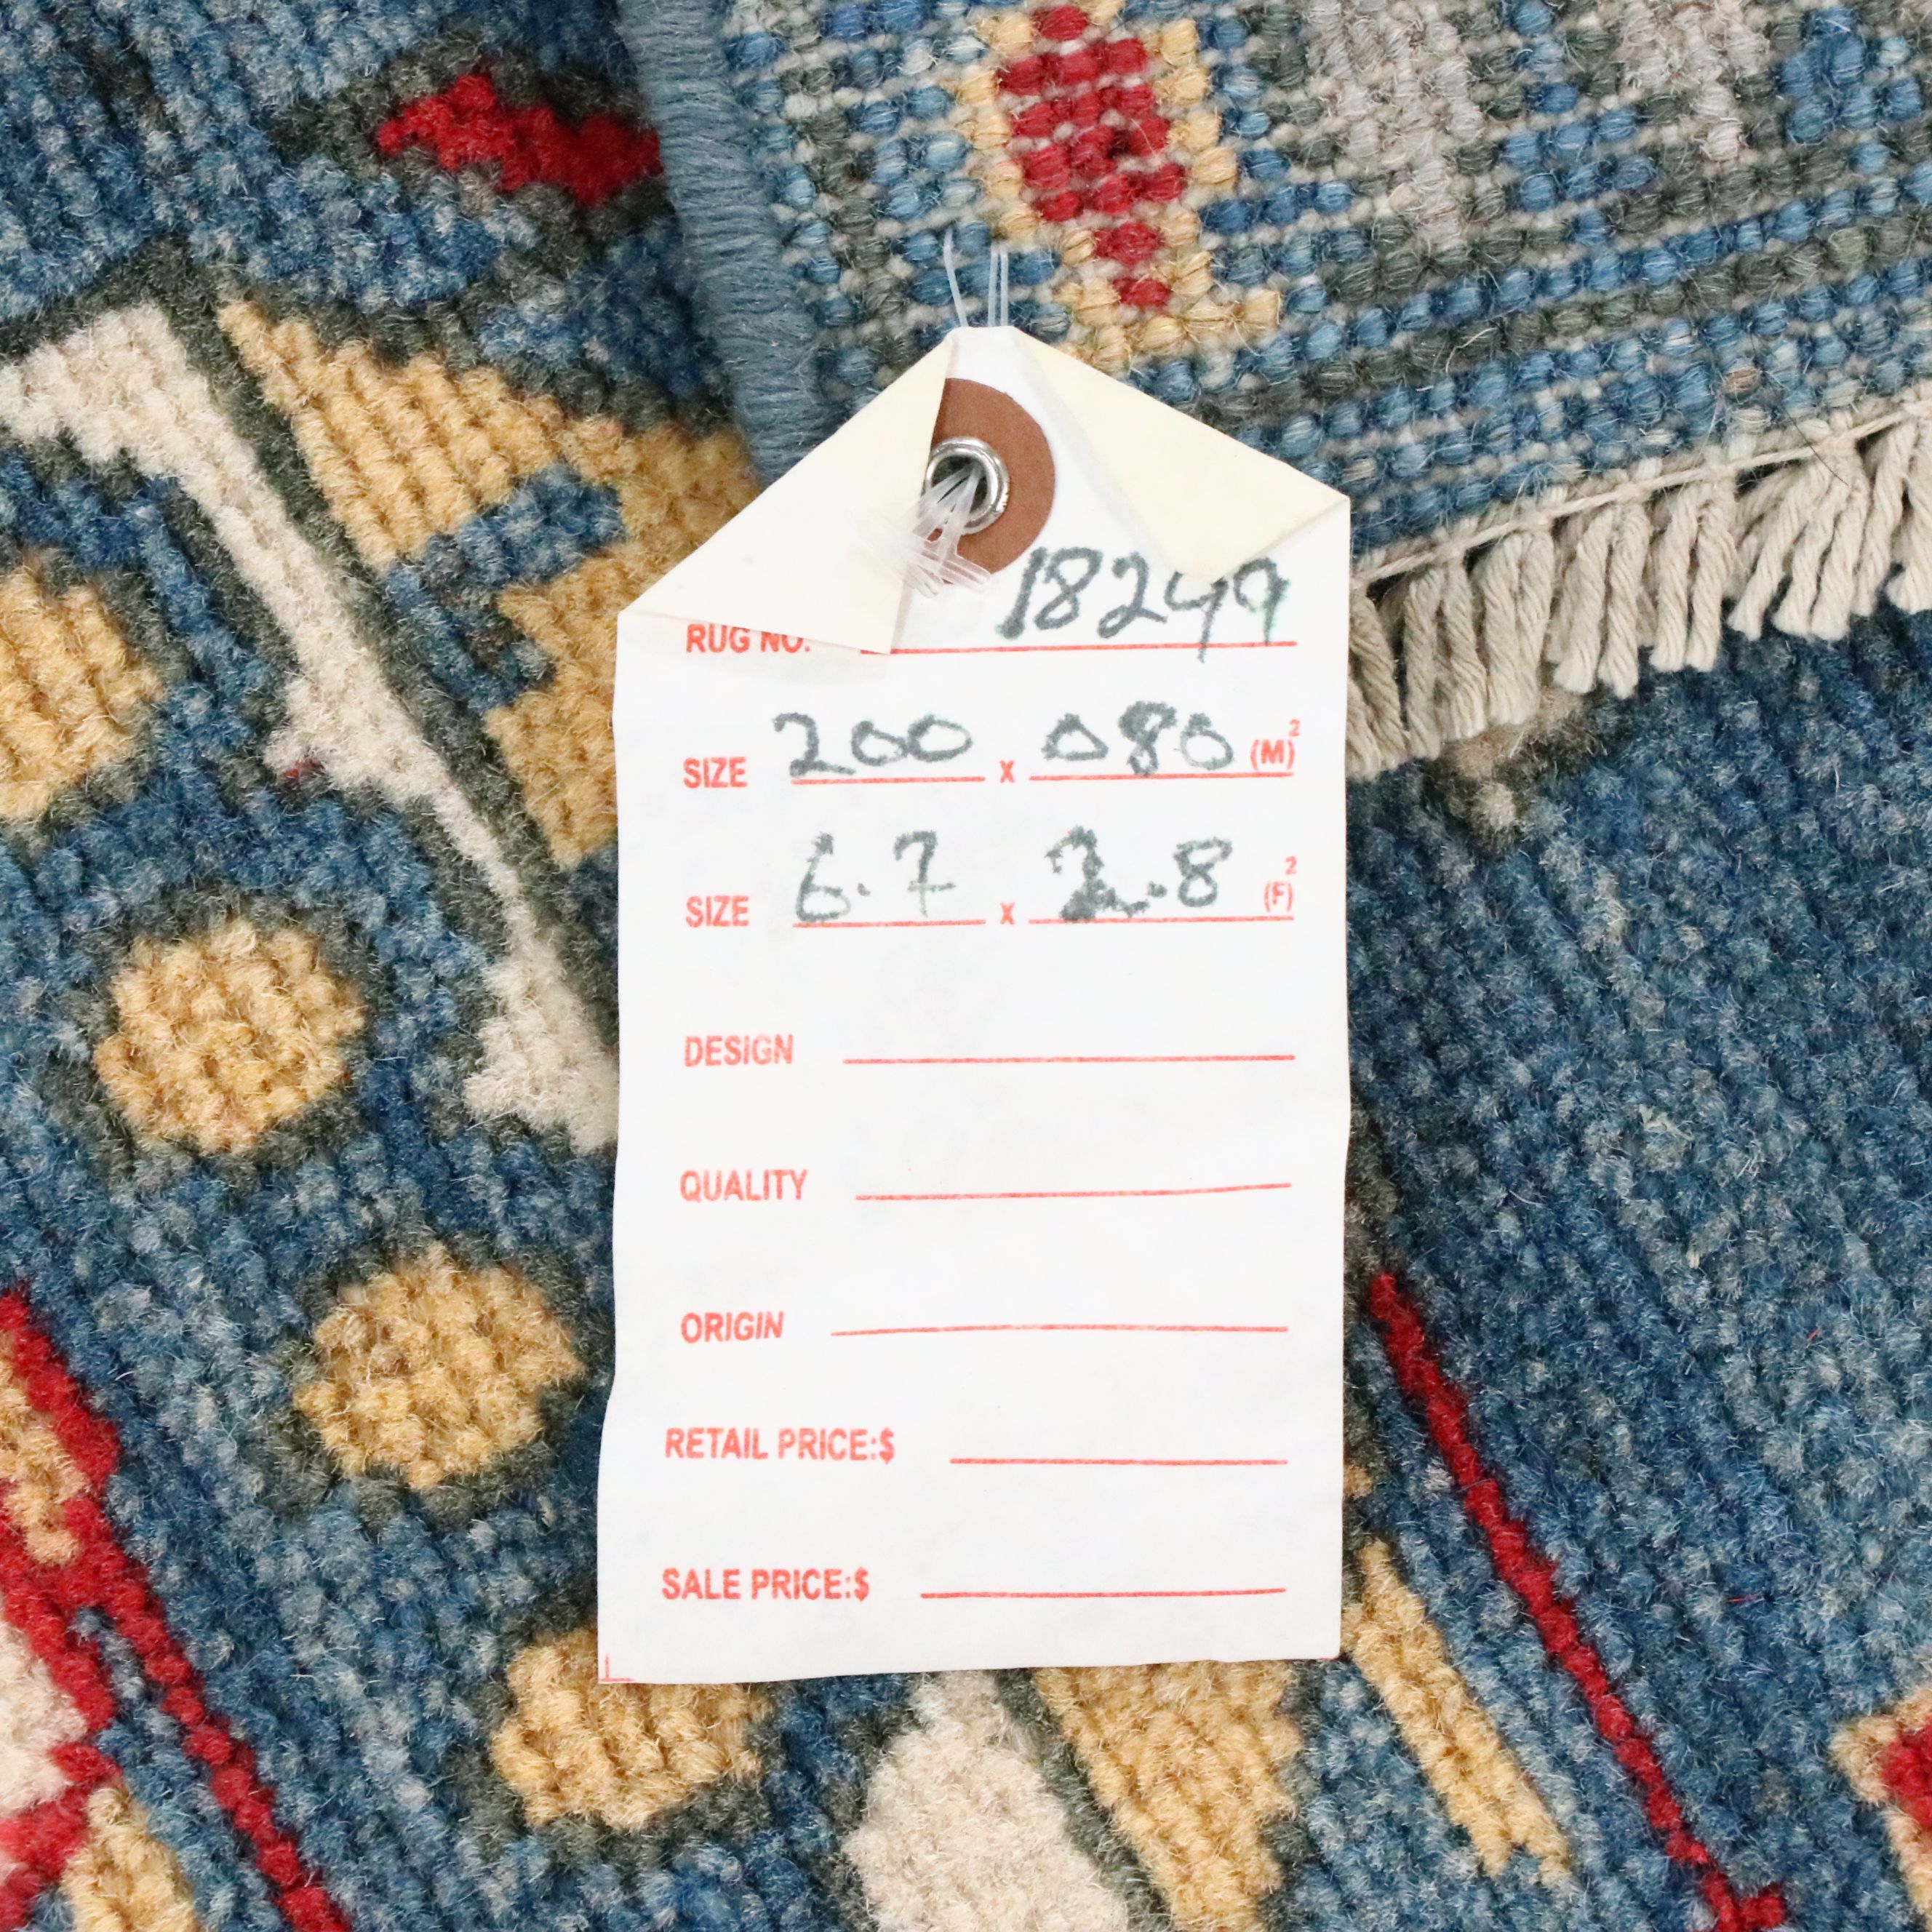 RUG NO. 18249
SIZE 200 x 080 (M)²
SIZE 6.7 x 2.8 (F)²
DESIGN
QUALITY
ORIGIN
RETAIL PRICE:$
SALE PRICE:$